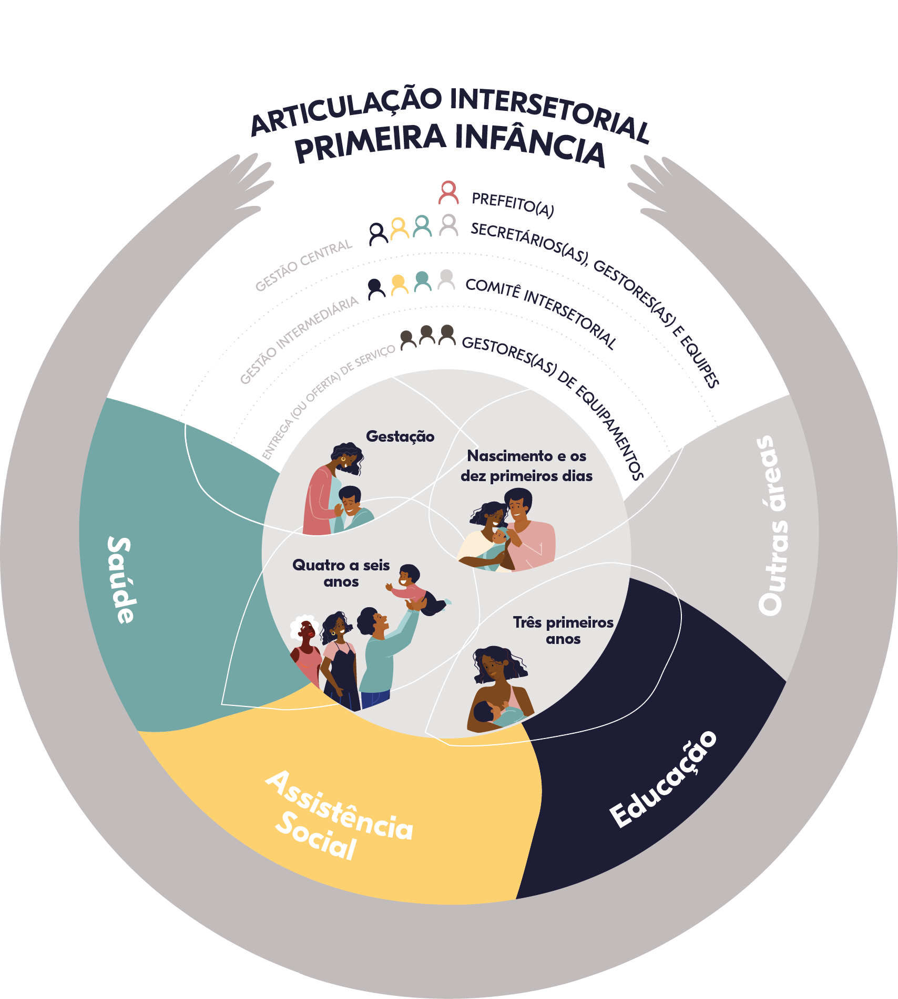 ARTICULAÇÃO INTERSETORIAL
PRIMEIRA INFÂNCIA
PREFEITO(A)
GESTÃO CENTRAL
SECRETÁRIOS(AS), GESTORES(AS) E EQUIPES
GESTÃO INTERMEDIÁRIA
COMITÊ INTERSETORIAL
ENTREGA (OU OFERTA) DE SERVIÇO
GESTORES(AS) DE EQUIPAMENTOS
Gestação
Nascimento e os
dez primeiros dias
Quatro a seis
anos
Três primeiros
anos
Saúde
Assistência
Social
Educação
Outras áreas